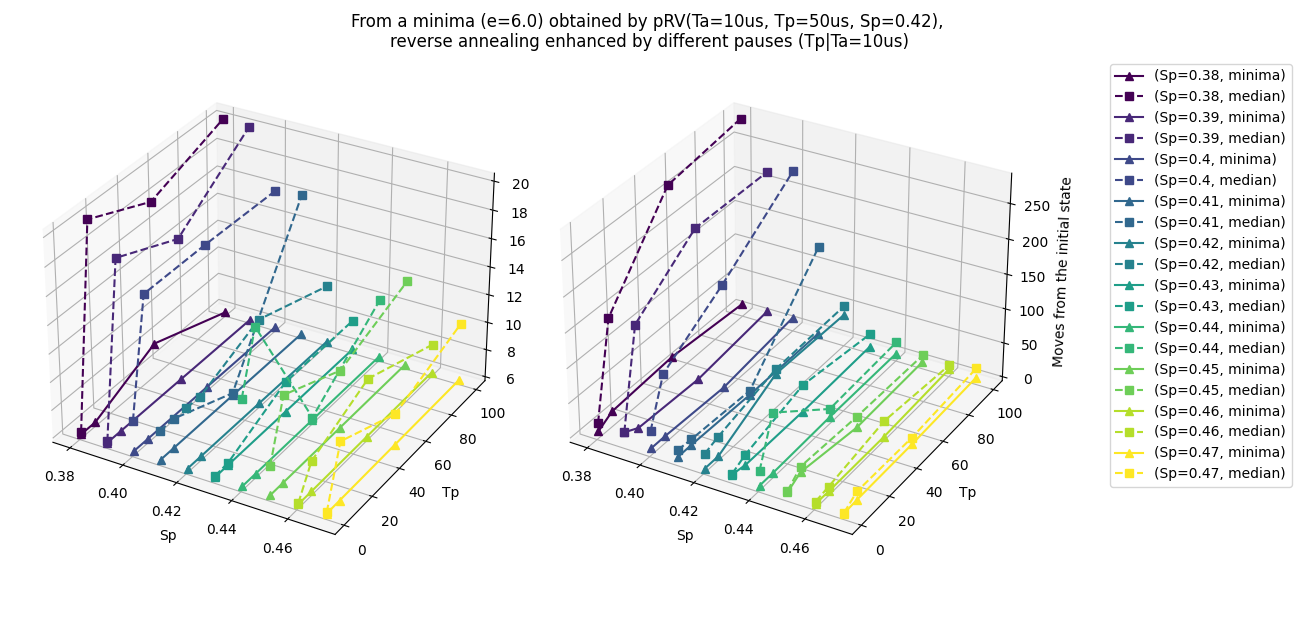 From a minima (e=6.0) obtained by pRV(Ta=10us, Tp=50us, Sp=0.42),
reverse annealing enhanced by different pauses (Tp|Ta=10us)
20
18
16
14
12
10
8
6
0.38
0.40
0.42
0.44
0.46
Sp
0
20
40
60
80
100
Tp
250
200
150
100
50
0
Moves from the initial state
0.38
0.40
0.42
0.44
0.46
Sp
0
20
40
60
80
100
Tp
(Sp=0.38, minima)
(Sp=0.38, median)
(Sp=0.39, minima)
(Sp=0.39, median)
(Sp=0.4, minima)
(Sp=0.4, median)
(Sp=0.41, minima)
(Sp=0.41, median)
(Sp=0.42, minima)
(Sp=0.42, median)
(Sp=0.43, minima)
(Sp=0.43, median)
(Sp=0.44, minima)
(Sp=0.44, median)
(Sp=0.45, minima)
(Sp=0.45, median)
(Sp=0.46, minima)
(Sp=0.46, median)
(Sp=0.47, minima)
(Sp=0.47, median)